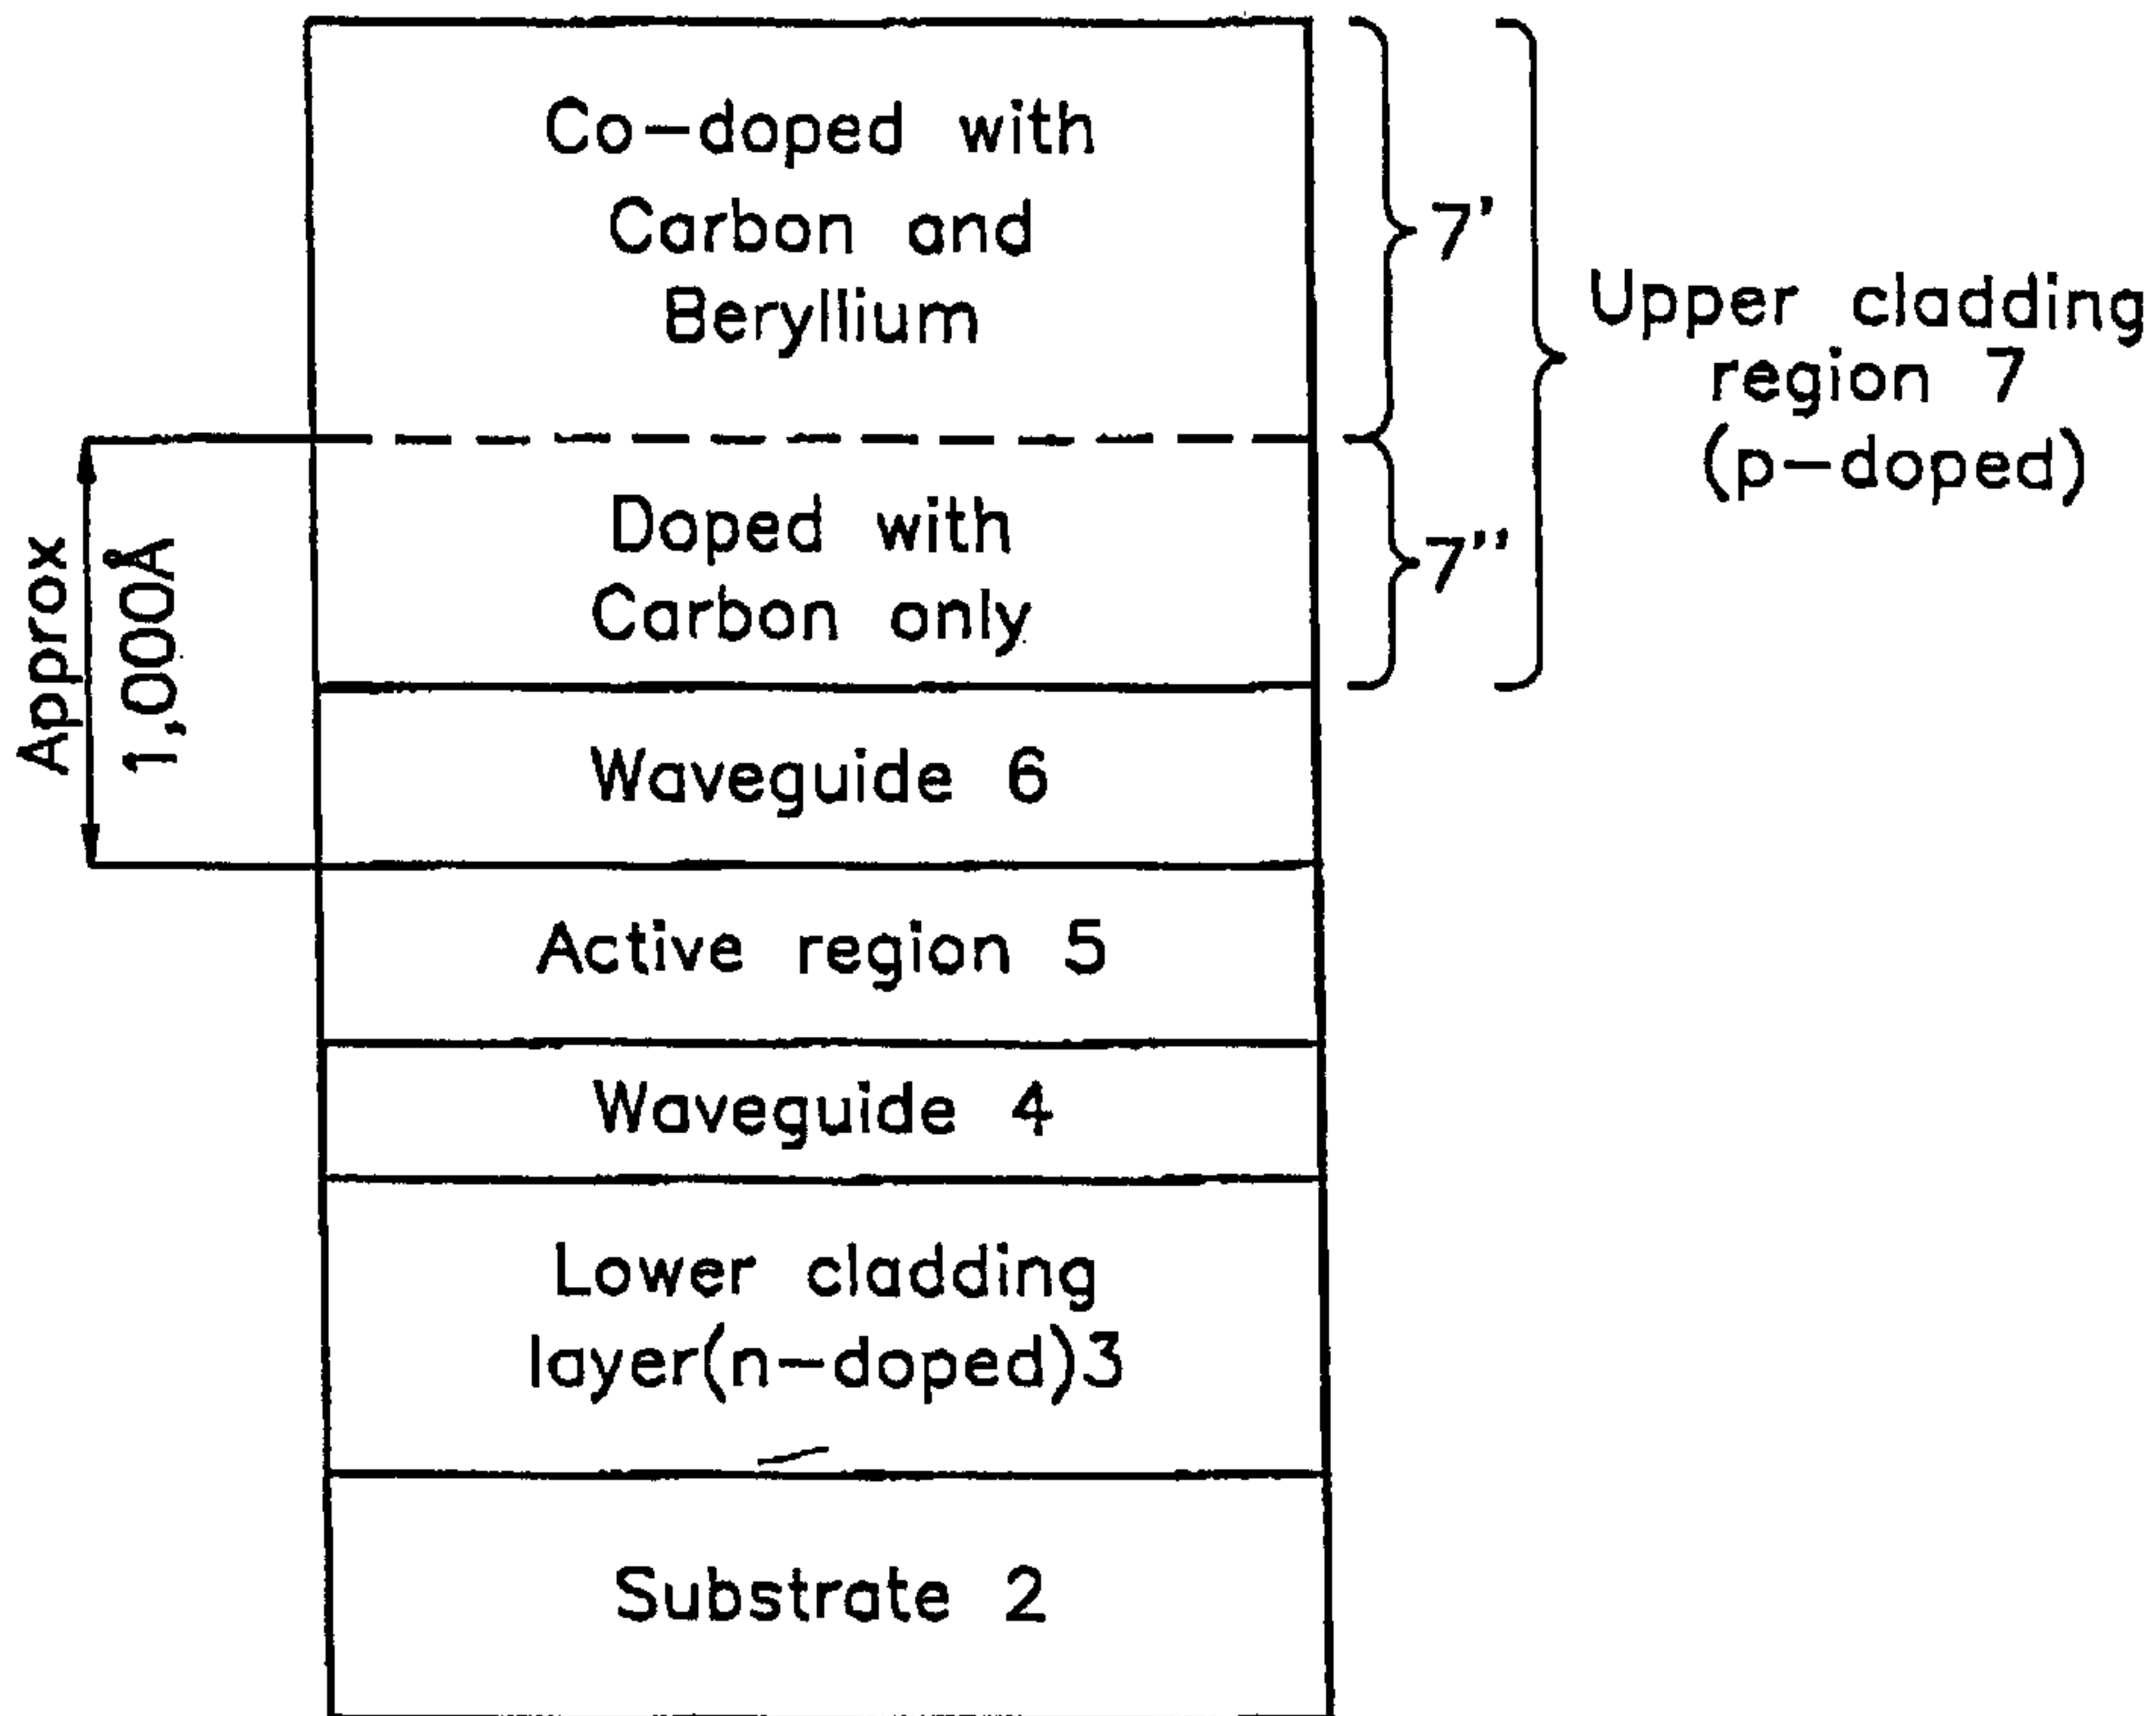 Co-doped with
Carbon and
Beryllium
7'
Upper cladding
region 7
(p-doped)
Doped with
Carbon only
7"
Approx
1,000Å
Waveguide 6
Active region 5
Waveguide 4
Lower cladding
layer(n-doped)3
Substrate 2